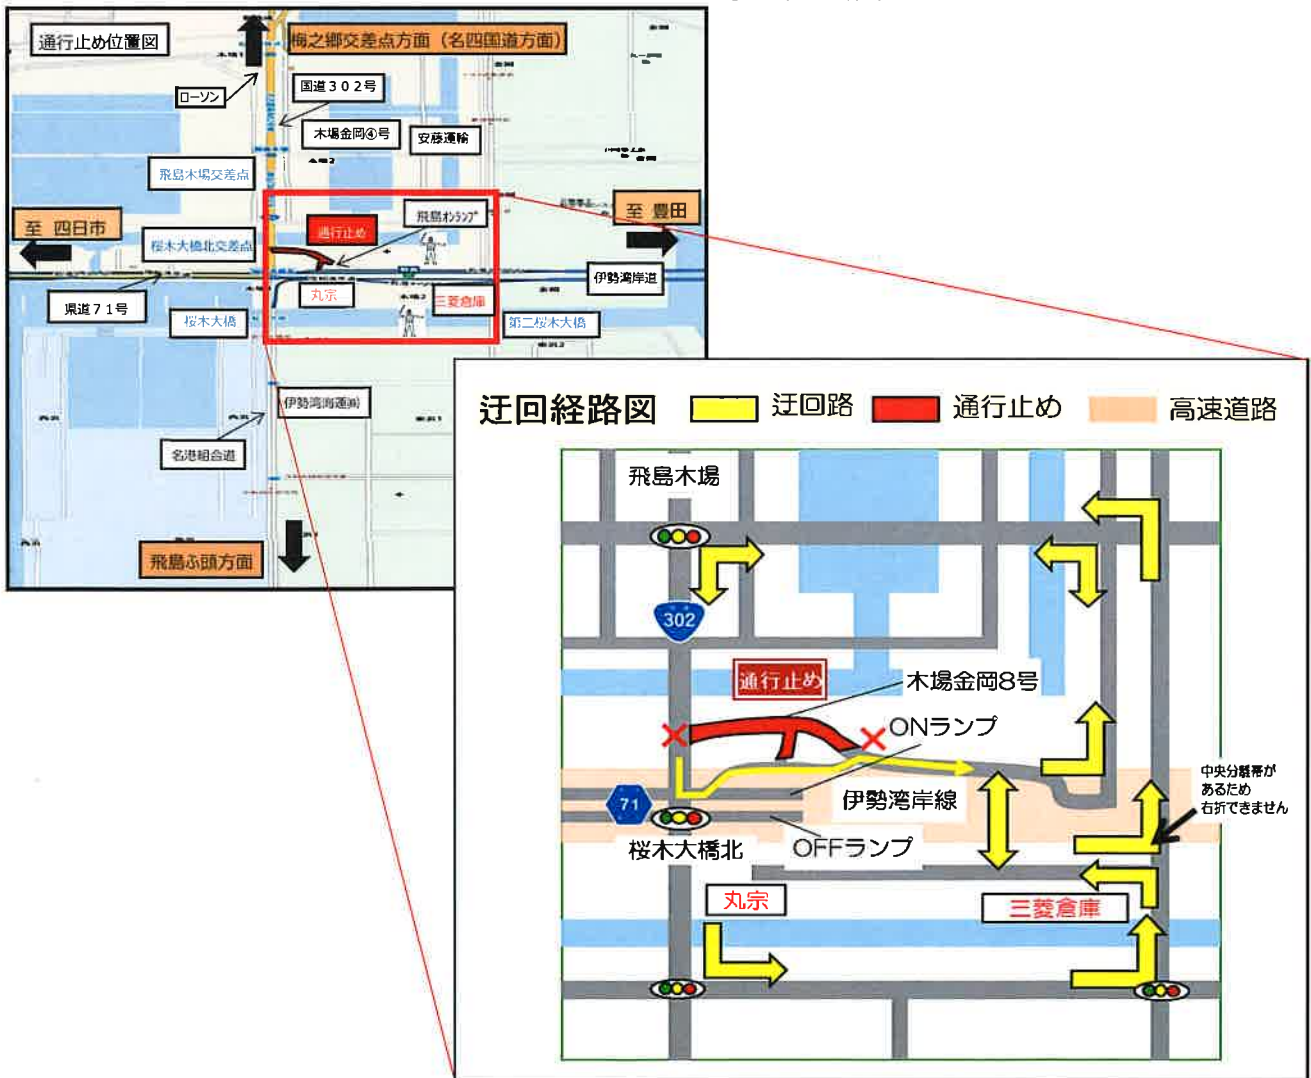 通行止め位置図
梅之郷交差点方面（名四国道方面）
ローソン
国道３０２号
木場金岡④号
安藤運輸
飛島木場交差点
至 四日市
桜木大橋北交差点
通行止め
飛島オンランプ
至 豊田
県道７１号
丸宗
三菱倉庫
伊勢湾岸道
桜木大橋
第二桜木大橋
伊勢湾海運㈱
名港組合道
飛島ふ頭方面
迂回経路図
迂回路
通行止め
高速道路
飛島木場
302
通行止め
木場金岡8号
ONランプ
伊勢湾岸線
中央分離帯が
あるため
右折できません
71
桜木大橋北
OFFランプ
丸宗
三菱倉庫